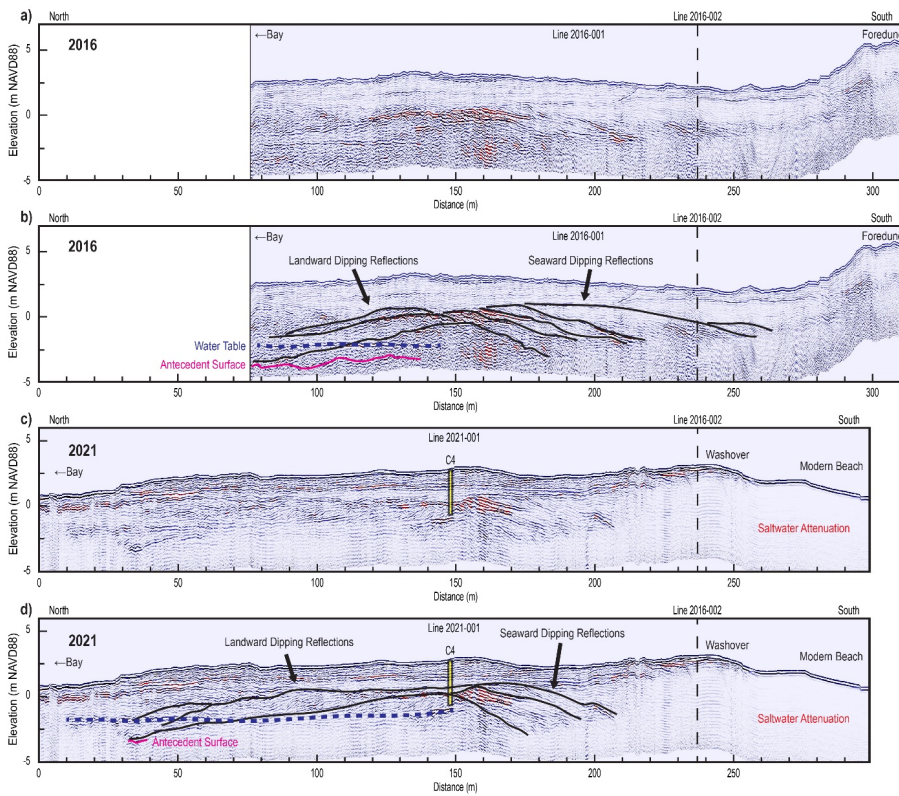 a) North Line 2016-002 South
2016 ←Bay Line 2016-001 Foredune
Elevation (m NAVD88)
5
0
-5
0 50 100 150 200 250 300
Distance (m)
b) North Line 2016-002 South
2016 ←Bay Line 2016-001 Foredune
Landward Dipping Reflections Seaward Dipping Reflections
Elevation (m NAVD88)
5
0
Water Table
Antecedent Surface
-5
0 50 100 150 200 250 300
Distance (m)
c) North Line 2016-002 South
2021 Line 2021-001
←Bay C4 Washover Modern Beach
Elevation (m NAVD88)
5
0
Saltwater Attenuation
-5
0 50 100 150 200 250
Distance (m)
d) North Line 2016-002 South
2021 Line 2021-001
Landward Dipping Reflections Seaward Dipping Reflections
←Bay C4 Washover Modern Beach
Elevation (m NAVD88)
5
0
Saltwater Attenuation
Antecedent Surface
-5
0 50 100 150 200 250
Distance (m)